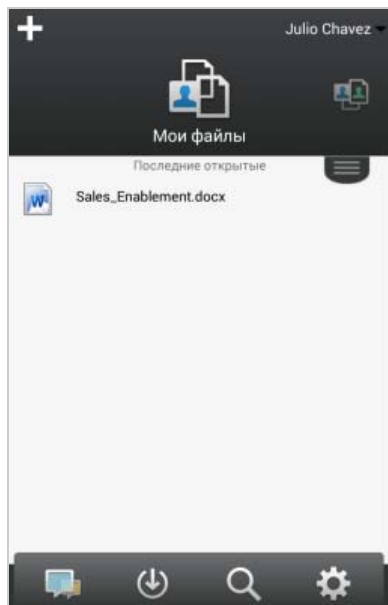 Julio Chavez
Мои файлы
Последние открытые
Sales_Enablement.docx